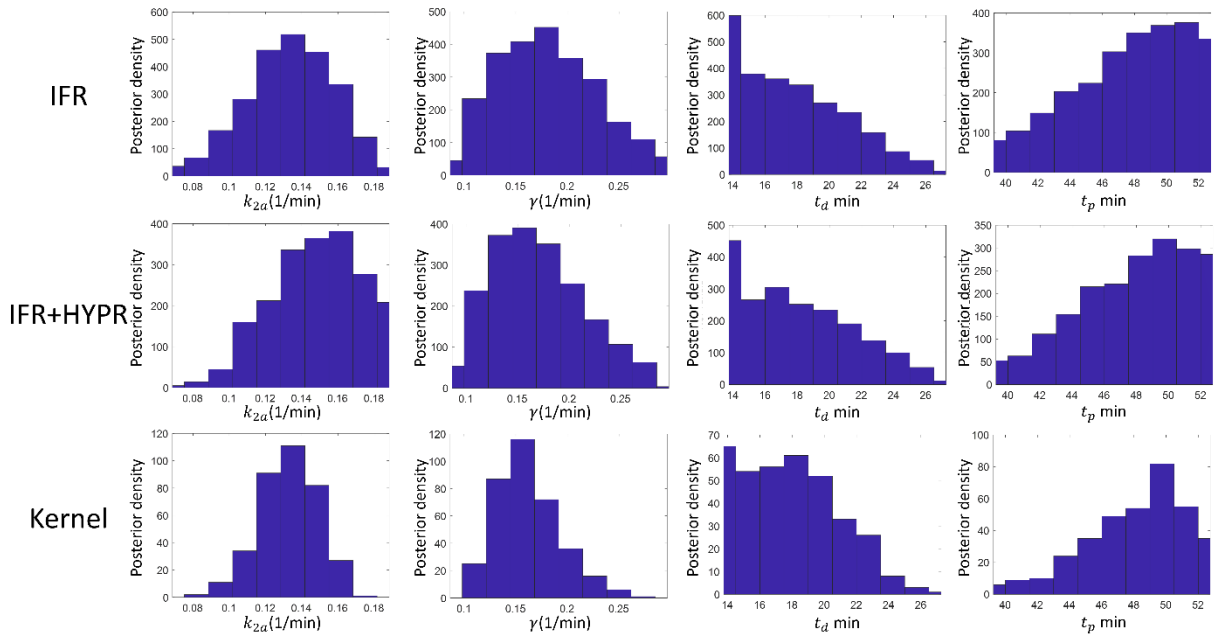 IFR
Posterior density
600
500
400
300
200
100
0
0.08 0.1 0.12 0.14 0.16 0.18
k2a(1/min)
Posterior density
500
400
300
200
100
0
0.1 0.15 0.2 0.25
γ(1/min)
Posterior density
600
500
400
300
200
100
0
14 16 18 20 22 24 26
td min
Posterior density
400
300
200
100
0
40 42 44 46 48 50 52
tp min
IFR+HYPR
Posterior density
400
300
200
100
0
0.08 0.1 0.12 0.14 0.16 0.18
k2a(1/min)
Posterior density
400
300
200
100
0
0.1 0.15 0.2 0.25
γ(1/min)
Posterior density
500
400
300
200
100
0
14 16 18 20 22 24 26
td min
Posterior density
350
300
250
200
150
100
50
0
40 42 44 46 48 50 52
tp min
Kernel
Posterior density
120
100
80
60
40
20
0
0.08 0.1 0.12 0.14 0.16 0.18
k2a(1/min)
Posterior density
120
100
80
60
40
20
0
0.1 0.15 0.2 0.25
γ(1/min)
Posterior density
70
60
50
40
30
20
10
0
14 16 18 20 22 24 26
td min
Posterior density
100
80
60
40
20
0
40 42 44 46 48 50 52
tp min